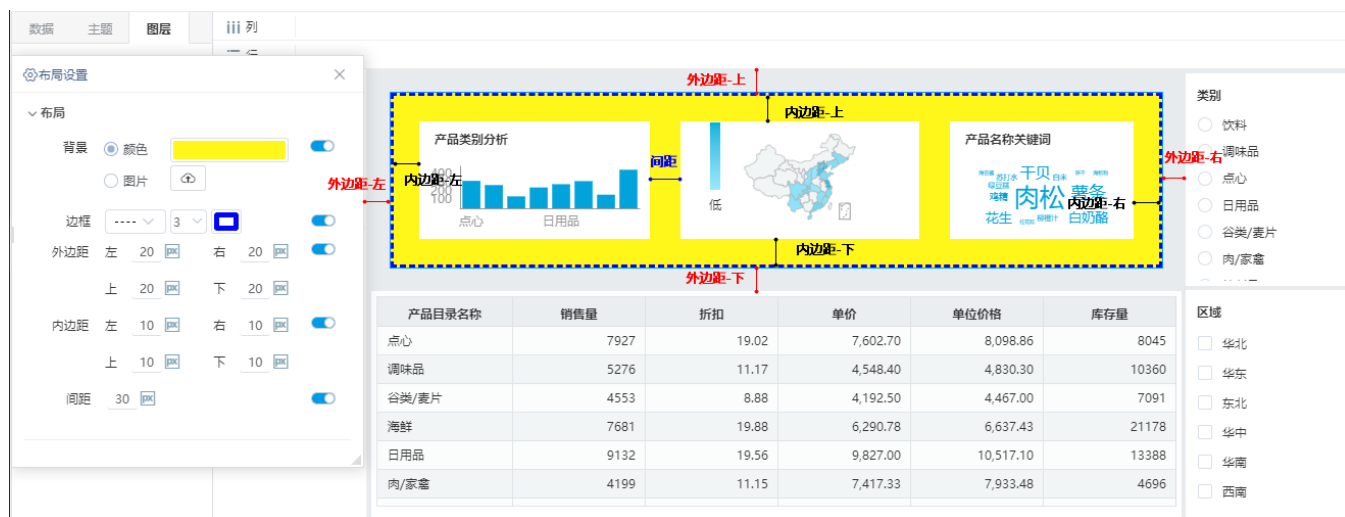 数据 主题 图层
列
布局设置
布局
背景 颜色
图片
边框 3
外边距 左 20 px 右 20 px
上 20 px 下 20 px
内边距 左 10 px 右 10 px
上 10 px 下 10 px
间距 30 px
外边距-上
内边距-上
产品类别分析
产品名称关键词
外边距-左
内边距-左
间距
内边距-右
外边距-右
200
100
点心 日用品
低
干贝
苏打水
白米
绿豆糕
鸡精
肉松
薯条
花生
柳橙汁
白奶酪
内边距-下
外边距-下
类别
饮料
调味品
点心
日用品
谷类/麦片
肉/家禽
产品目录名称 销售量 折扣 单价 单位价格 库存量
点心 7927 19.02 7,602.70 8,098.86 8045
调味品 5276 11.17 4,548.40 4,830.30 10360
谷类/麦片 4553 8.88 4,192.50 4,467.00 7091
海鲜 7681 19.88 6,290.78 6,637.43 21178
日用品 9132 19.56 9,827.00 10,517.10 13388
肉/家禽 4199 11.15 7,417.33 7,933.48 4696
区域
华北
华东
东北
华中
华南
西南